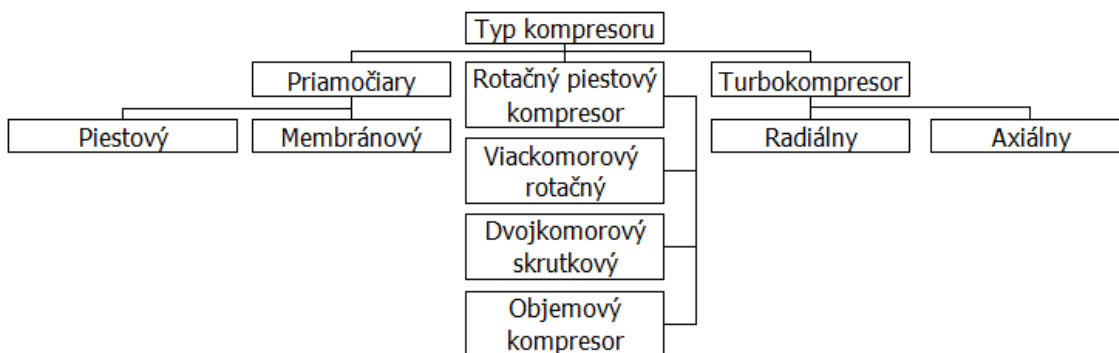 Typ kompresoru
Priamočiary
Rotačný piestový
kompresor
Turbokompresor
Piestový
Membránový
Radiálny
Axiálny
Viackomorový
rotačný
Dvojkomorový
skrutkový
Objemový
kompresor